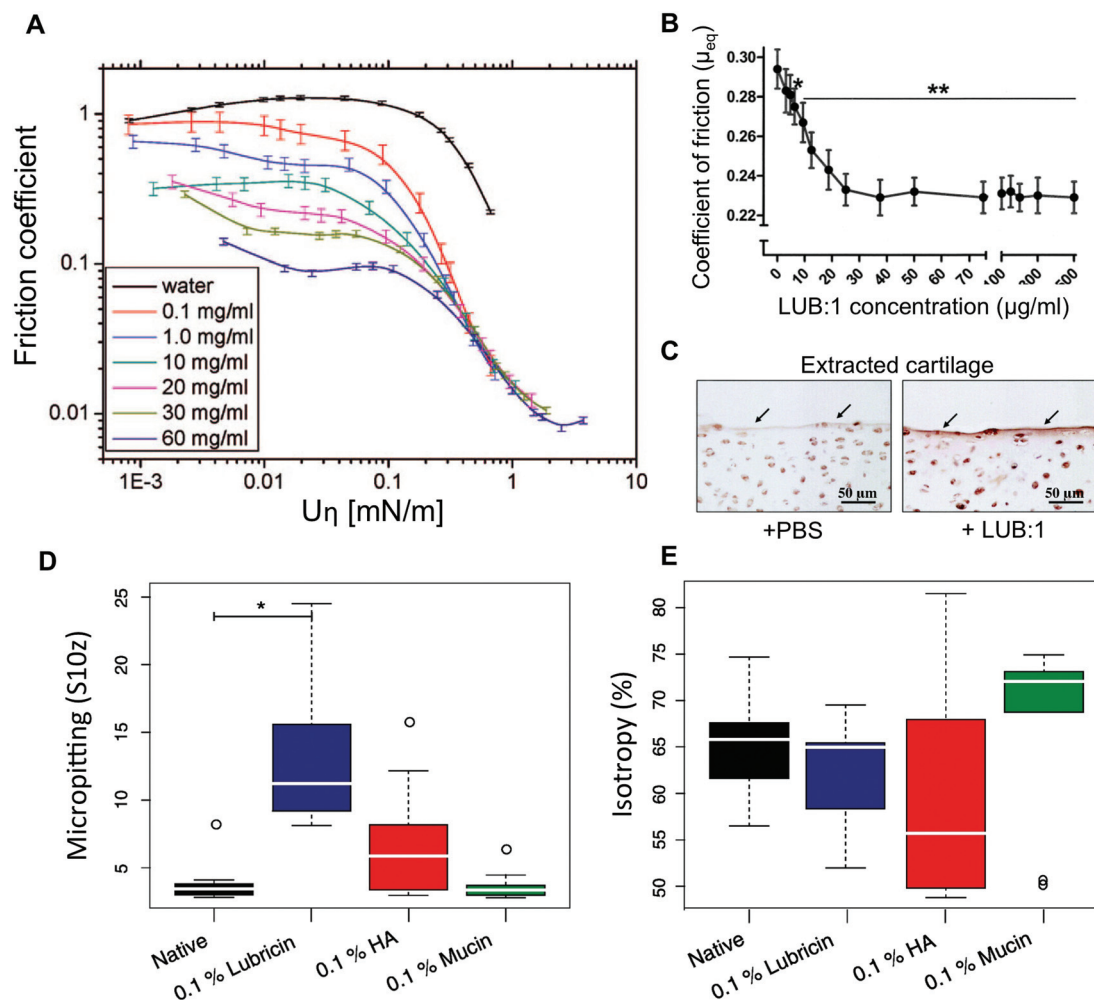 A
Friction coefficient
1
0.1
0.01
water
0.1 mg/ml
1.0 mg/ml
10 mg/ml
20 mg/ml
30 mg/ml
60 mg/ml
1E-3
0.01
0.1
1
10
Uη [mN/m]
B
Coefficient of friction (μeq)
0.30
0.28
0.26
0.24
0.22
*
**
0
10
20
30
40
50
60
70
100
300
500
LUB:1 concentration (μg/ml)
C
Extracted cartilage
50 μm
50 μm
+PBS
+ LUB:1
D
Micropitting (S10z)
25
20
15
10
5
*
Native
0.1 % Lubricin
0.1 % HA
0.1 % Mucin
E
Isotropy (%)
80
75
70
65
60
55
50
Native
0.1 % Lubricin
0.1 % HA
0.1 % Mucin